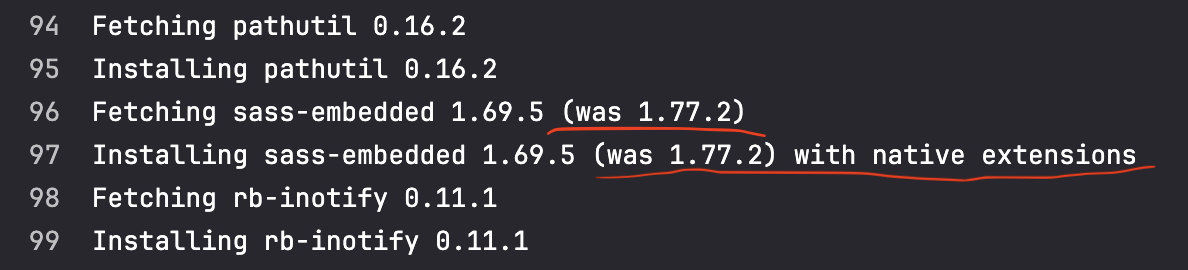 94 Fetching pathutil 0.16.2
95 Installing pathutil 0.16.2
96 Fetching sass-embedded 1.69.5 (was 1.77.2)
97 Installing sass-embedded 1.69.5 (was 1.77.2) with native extensions
98 Fetching rb-inotify 0.11.1
99 Installing rb-inotify 0.11.1